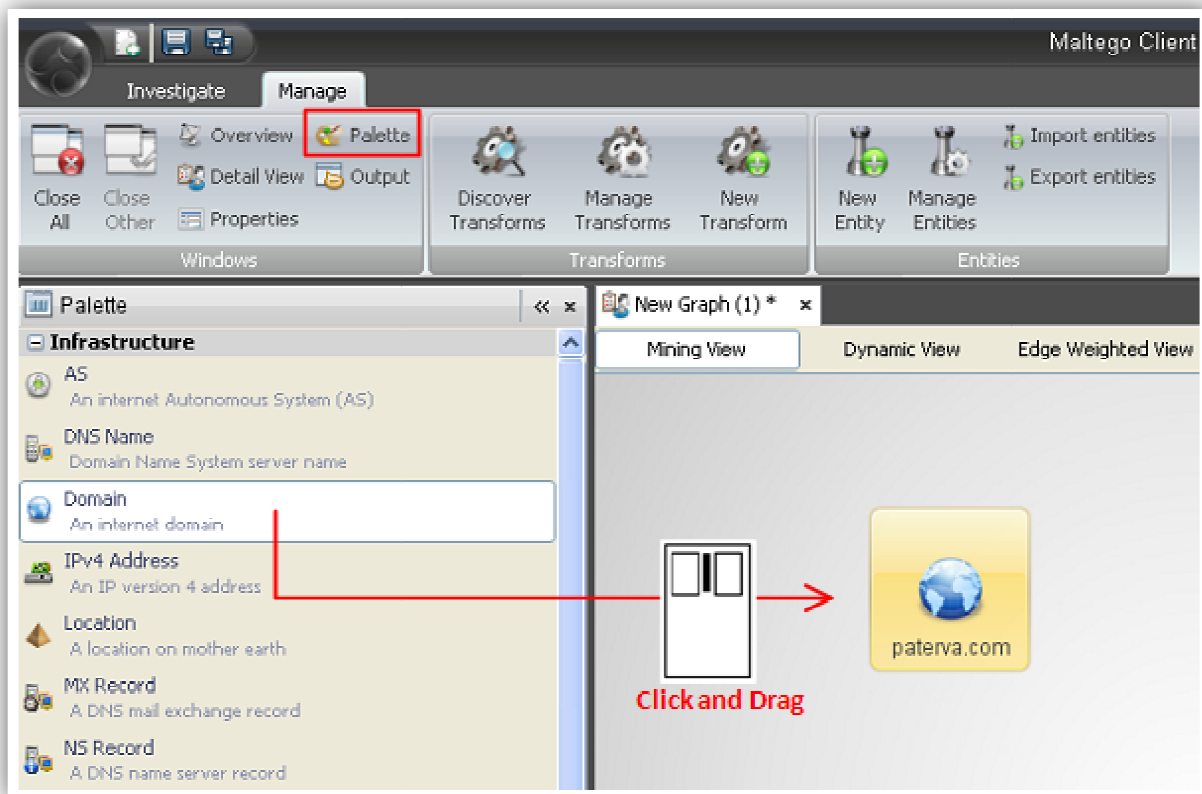 Maltego Client
Investigate Manage
Overview Palette
Detail View Output
Properties
Close All
Close Other
Windows
Discover Transforms
Manage Transforms
New Transform
Transforms
New Entity
Manage Entities
Import entities
Export entities
Entities
Palette
New Graph (1) *
Infrastructure
Mining View Dynamic View Edge Weighted View
AS
An internet Autonomous System (AS)
DNS Name
Domain Name System server name
Domain
An internet domain
IPv4 Address
An IP version 4 address
Location
A location on mother earth
MX Record
A DNS mail exchange record
NS Record
A DNS name server record
paterva.com
Click and Drag